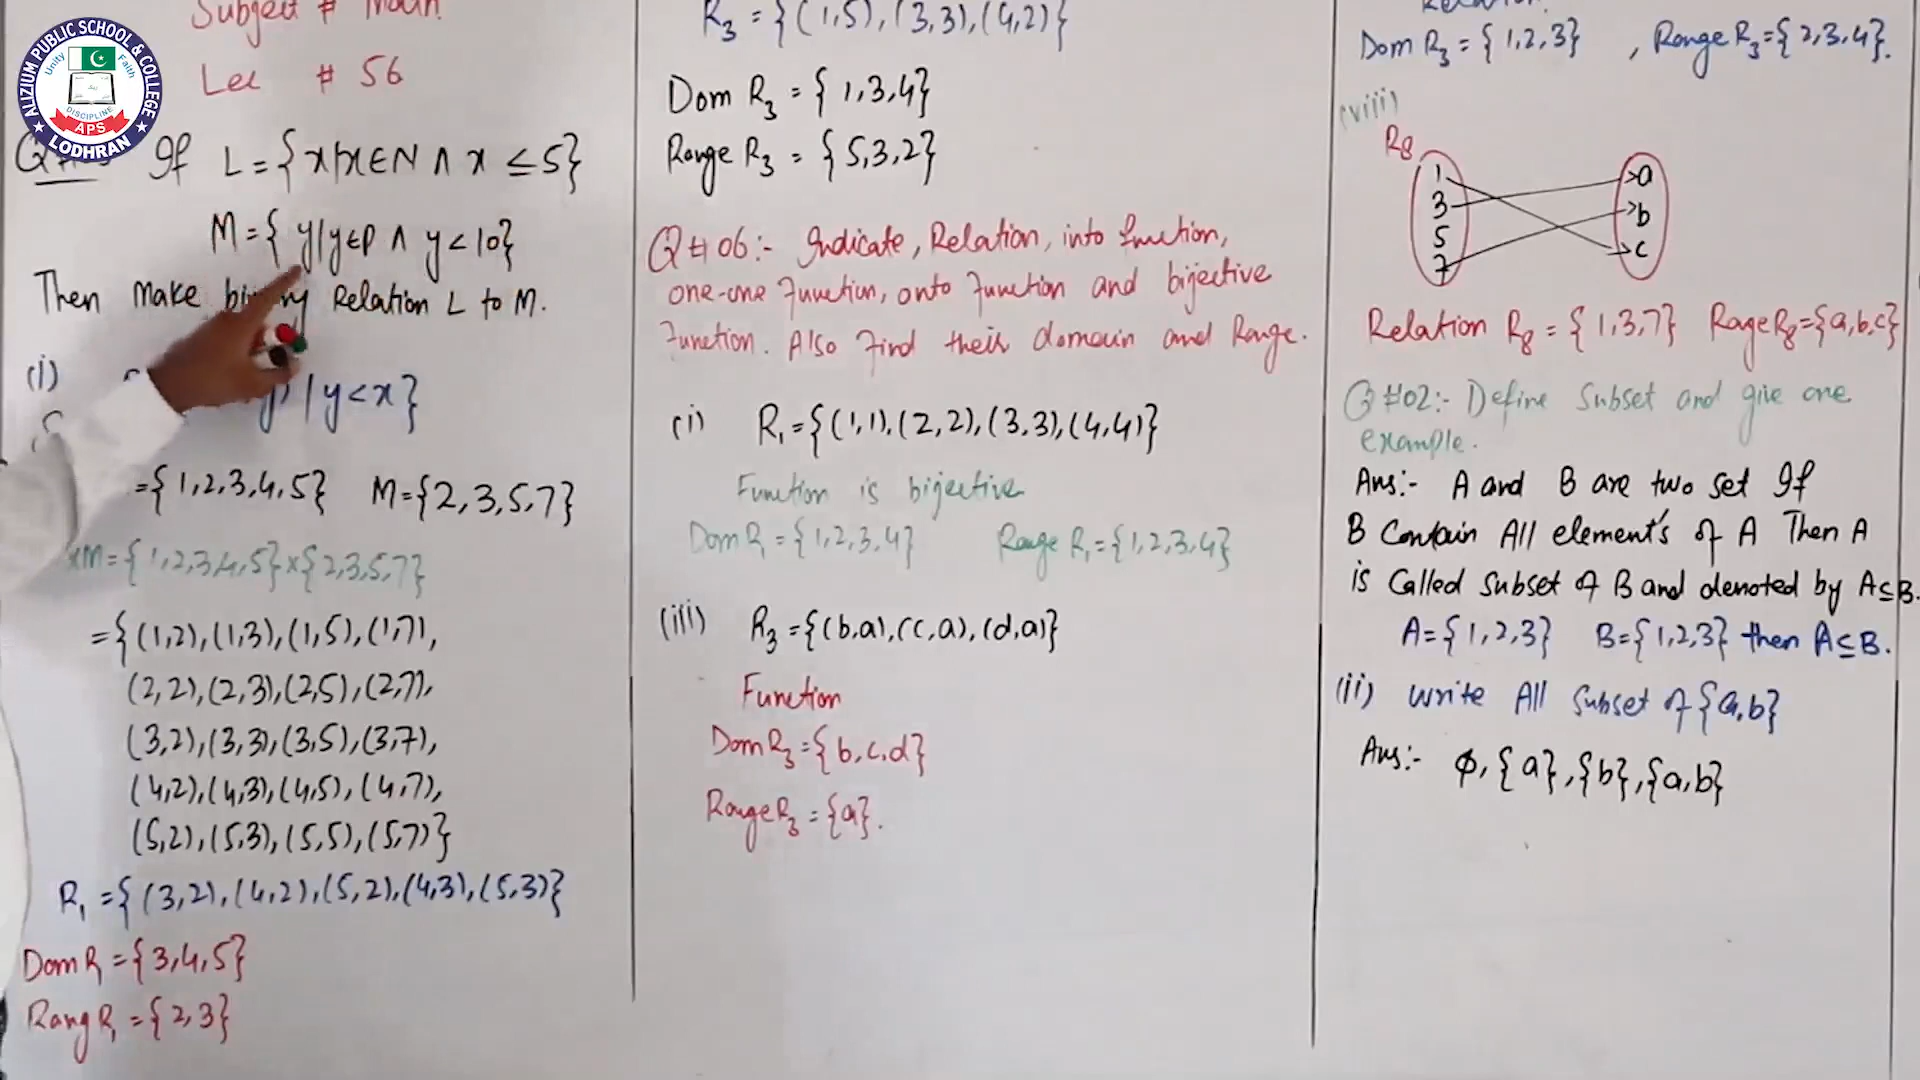 ALIZIUM PUBLIC SCHOOL & COLLEGE
Unity Faith
DISCIPLINE
APS
LODHRAN
Subject # Math
Lec # 56
If L={x/x∈N ∧ x ≤5}
M={y/y∈P ∧ y<10}
Then Make binary Relation L to M.
(i) y) / y<x}
={1,2,3,4,5} M={2,3,5,7}
xM={1,2,3,4,5}x{2,3,5,7}
={(1,2),(1,3),(1,5),(1,7),
(2,2),(2,3),(2,5),(2,7),
(3,2),(3,3),(3,5),(3,7),
(4,2),(4,3),(4,5),(4,7),
(5,2),(5,3),(5,5),(5,7)}
R₁={(3,2),(4,2),(5,2),(4,3),(5,3)}
Dom R₁={3,4,5}
Rang R₁={2,3}
R₃={(1,5),(3,3),(4,2)}
Dom R₃={1,3,4}
Range R₃={5,3,2}
Q#06:- Indicate, Relation, into function,
one-one Function, onto Function and bijective
Function. Also Find their domain and Range.
(i) R₁={(1,1),(2,2),(3,3),(4,4)}
Function is bijective
Dom R₁={1,2,3,4} Range R₁={1,2,3,4}
(iii) R₃={(b,a),(c,a),(d,a)}
Function
Dom R₃={b,c,d}
Range R₃={a}.
Relation.
Dom R₃={1,2,3}, Range R₃={2,3,4}.
(viii)
R₈
1 a
3 b
5 c
7
Relation R₈={1,3,7} Rage R₈={a,b,c}
Q#02:- Define Subset and give one
example.
Ans:- A and B are two set If
B Contain All element's of A Then A
is Called Subset of B and denoted by A⊆B.
A={1,2,3} B={1,2,3} then A⊆B.
(ii) Write All Subset of {a,b}
Ans:- φ,{a},{b},{a,b}